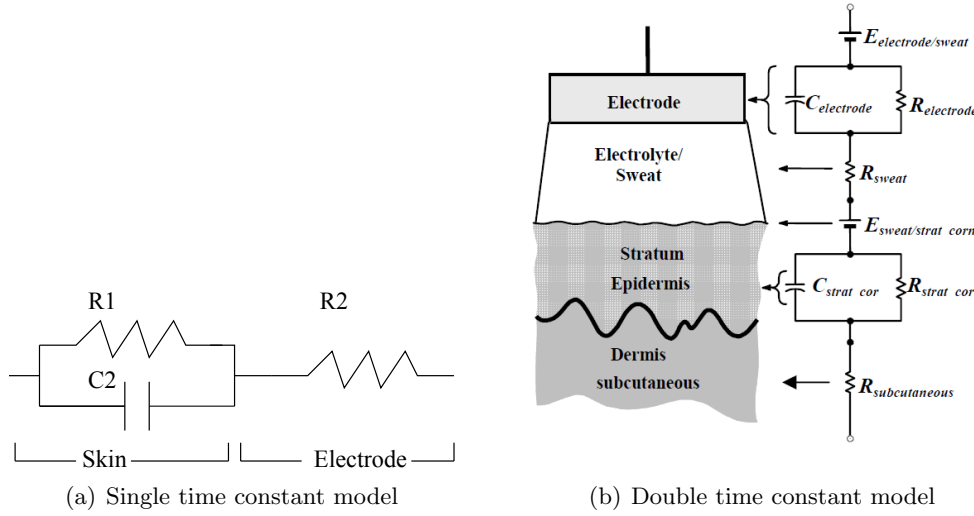 R1
R2
C2
Skin
Electrode
(a) Single time constant model
E electrode/sweat
Electrode
C electrode
R electrode
Electrolyte/
Sweat
R sweat
E sweat/strat corn
Stratum
Epidermis
C strat cor
R strat cor
Dermis
subcutaneous
R subcutaneous
(b) Double time constant model